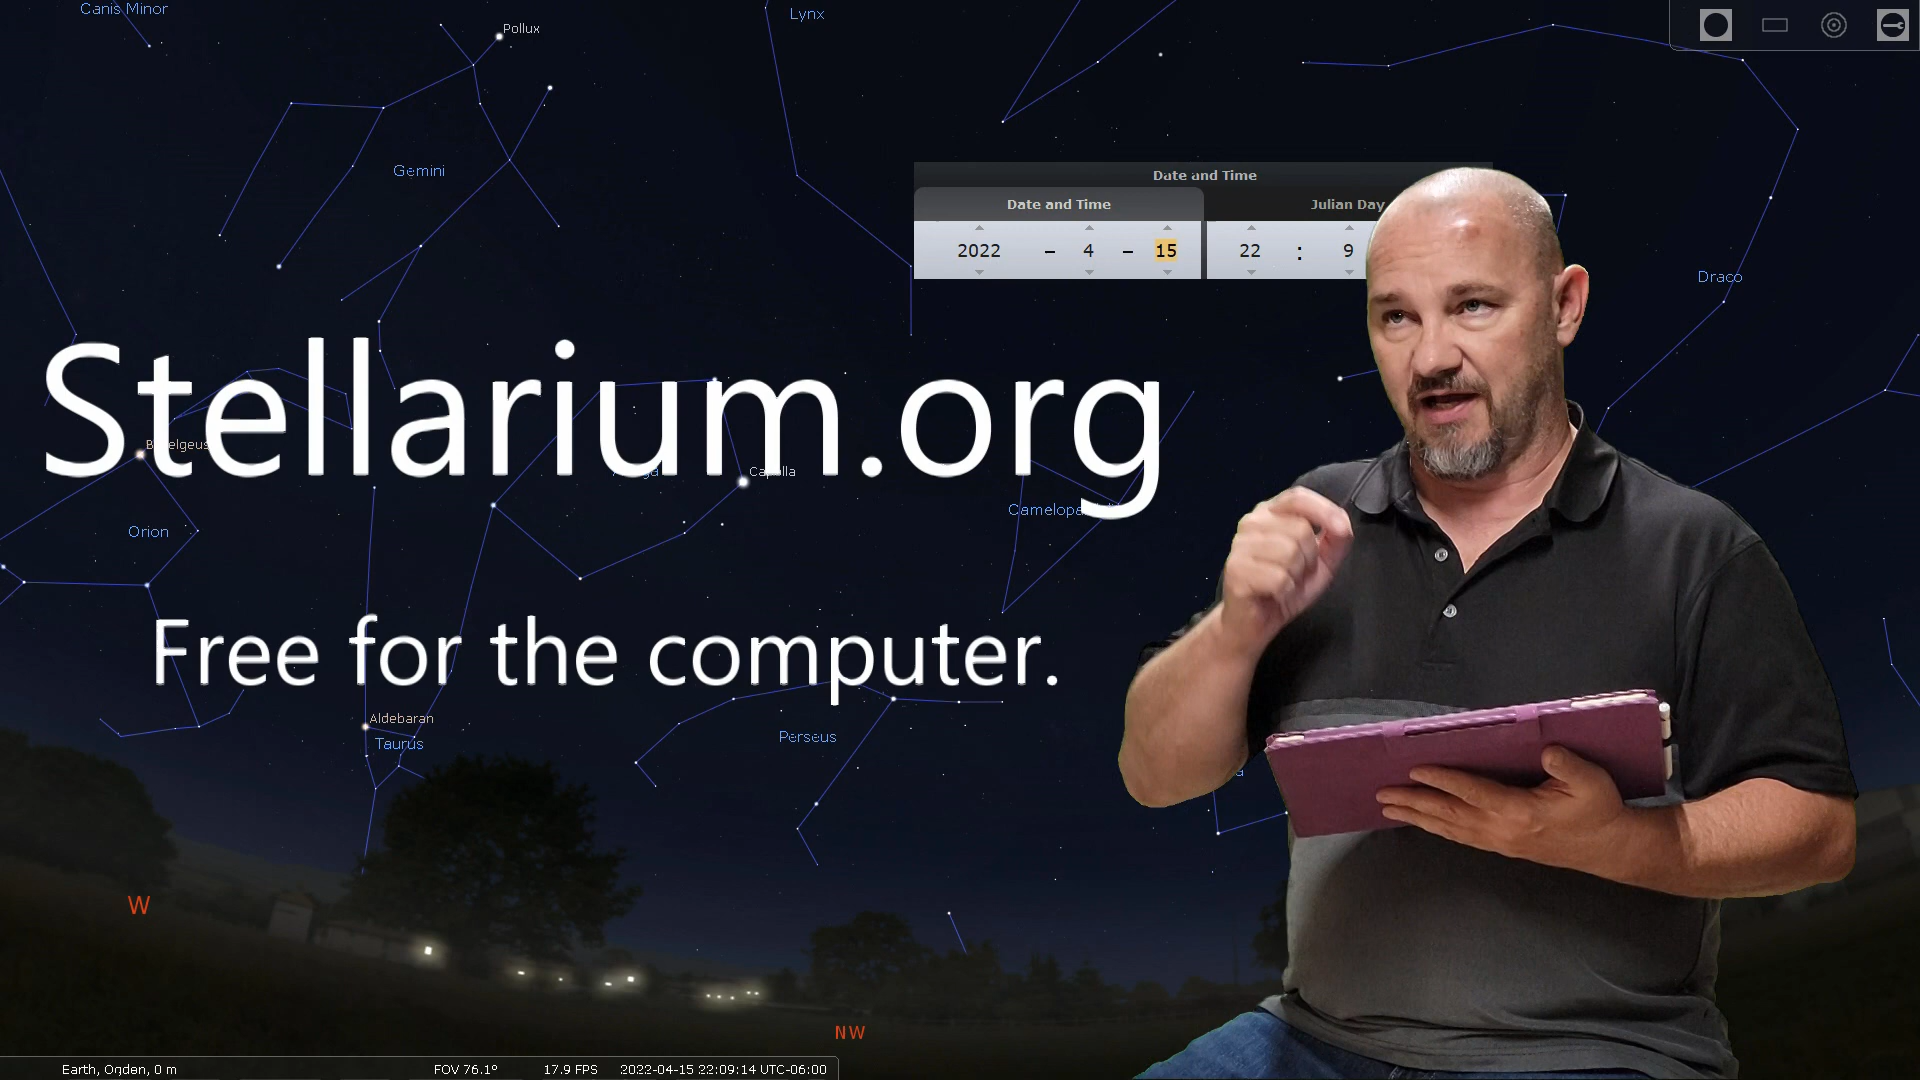 Canis Minor
Pollux
Lynx
Gemini
Date and Time
Date and Time
Julian Day
2022 - 4 - 15
22 : 9
Draco
Stellarium.org
Capella
Orion
Free for the computer.
Aldebaran
Taurus
Perseus
W
NW
Earth, Ogden, 0 m
FOV 76.1°
17.9 FPS
2022-04-15 22:09:14 UTC-06:00